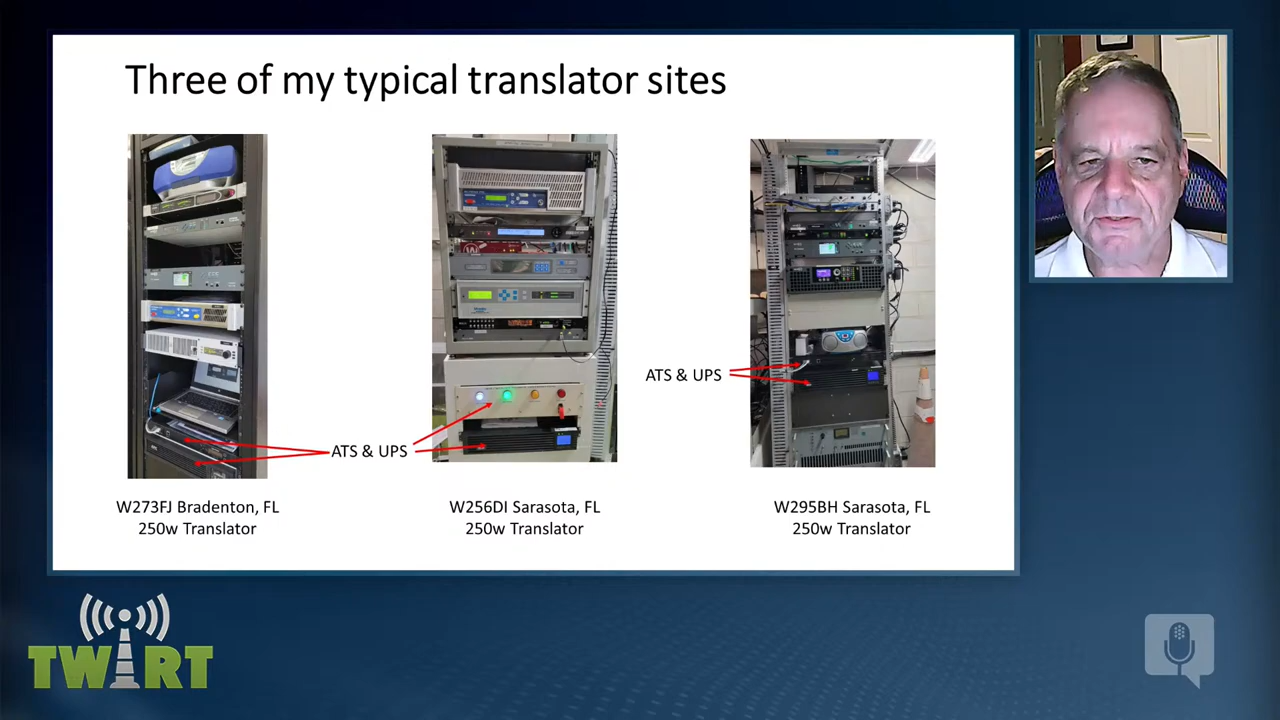 Three of my typical translator sites
ATS & UPS
ATS & UPS
W273FJ Bradenton, FL
250w Translator
W256DI Sarasota, FL
250w Translator
W295BH Sarasota, FL
250w Translator
TWiRT